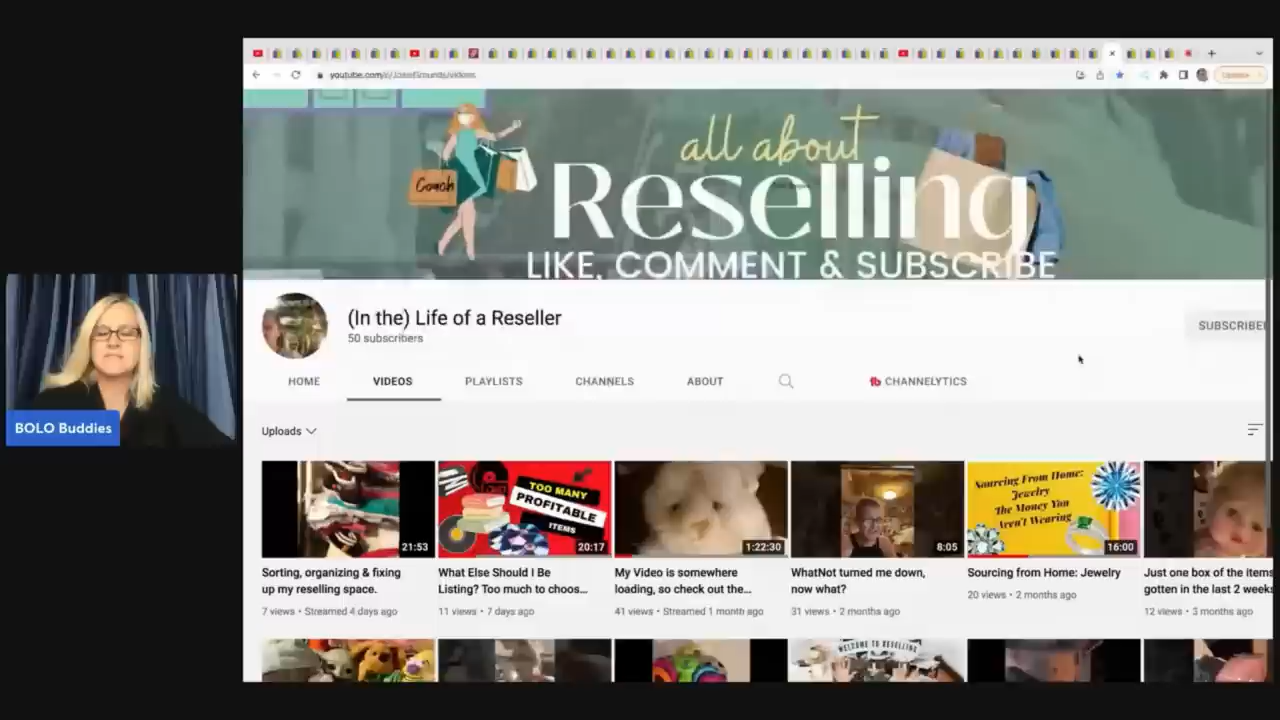 Update
all about
Coach
Reselling
LIKE, COMMENT & SUBSCRIBE
(In the) Life of a Reseller
50 subscribers
SUBSCRIBE
HOME
VIDEOS
PLAYLISTS
CHANNELS
ABOUT
CHANNELYTICS
BOLO Buddies
Uploads
TOO MANY
PROFITABLE
ITEMS
Sourcing From Home:
Jewelry
The Money You
Aren't Wearing
21:53
20:17
1:22:30
8:05
16:00
Sorting, organizing & fixing
up my reselling space.
7 views • Streamed 4 days ago
What Else Should I Be
Listing? Too much to choos...
11 views • 7 days ago
My Video is somewhere
loading, so check out the...
41 views • Streamed 1 month ago
WhatNot turned me down,
now what?
31 views • 2 months ago
Sourcing from Home: Jewelry
20 views • 2 months ago
Just one box of the items
gotten in the last 2 weeks
12 views • 3 months ago
WELCOME TO RESELLING